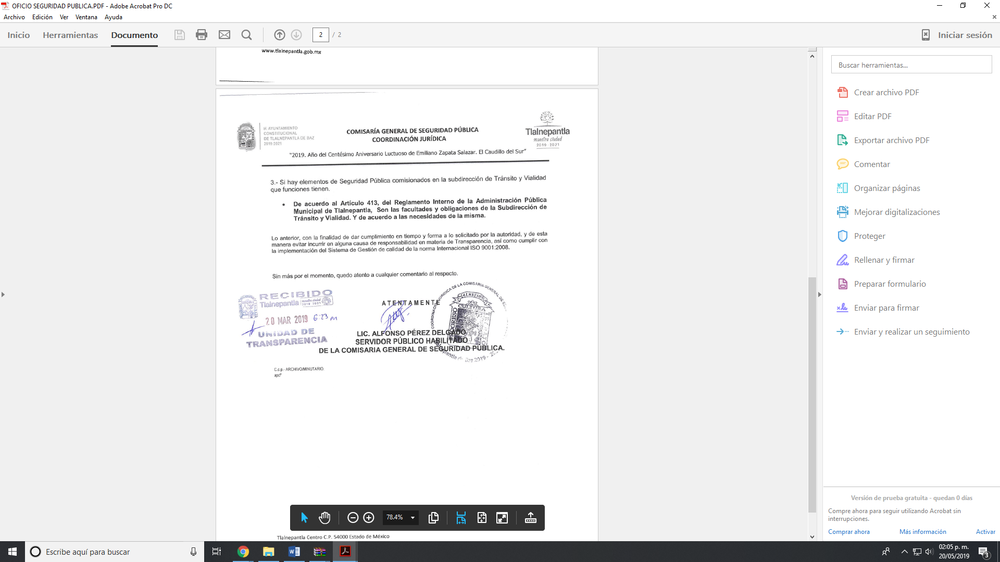 OFICIO SEGURIDAD PUBLICA.PDF - Adobe Acrobat Pro DC
Archivo Edición Ver Ventana Ayuda
Inicio Herramientas Documento 2 / 2 Iniciar sesión
www.tlalnepantla.gob.mx
H. AYUNTAMIENTO
CONSTITUCIONAL
DE TLALNEPANTLA DE BAZ
2019-2021
COMISARÍA GENERAL DE SEGURIDAD PÚBLICA
COORDINACIÓN JURÍDICA
Tlalnepantla
nuestra ciudad
2019 - 2021
"2019. Año del Centésimo Aniversario Luctuoso de Emiliano Zapata Salazar. El Caudillo del Sur"
3.- Si hay elementos de Seguridad Pública comisionados en la subdirección de Tránsito y Vialidad
que funciones tienen.
• De acuerdo al Artículo 413, del Reglamento Interno de la Administración Pública
Municipal de Tlalnepantla, Son las facultades y obligaciones de la Subdirección de
Tránsito y Vialidad. Y de acuerdo a las necesidades de la misma.
Lo anterior, con la finalidad de dar cumplimiento en tiempo y forma a lo solicitado por la autoridad, y de esta
manera evitar incurrir en alguna causa de responsabilidad en materia de Transparencia, así como cumplir con
la implementación del Sistema de Gestión de calidad de la norma Internacional ISO 9001:2008.
Sin más por el momento, quedo atento a cualquier comentario al respecto.
RECIBIDO
Tlalnepantla nuestra ciudad 2019 2021
20 MAR 2019 6:23 pm
UNIDAD DE
TRANSPARENCIA
ATENTAMENTE
LIC. ALFONSO PÉREZ DELGADO
SERVIDOR PÚBLICO HABILITADO
DE LA COMISARIA GENERAL DE SEGURIDAD PUBLICA.
COORDINACIÓN JURIDICA DE LA COMISARIA GENERAL DE
TLALNEPANTLA
CULTURA
PROGRESO
Baz 2019 - 20
C.c.p.- ARCHIVO/MINUTARIO.
apd*
78.4%
Tlalnepantla Centro C.P. 54000 Estado de México
Buscar herramientas...
Crear archivo PDF
Editar PDF
Exportar archivo PDF
Comentar
Organizar páginas
Mejorar digitalizaciones
Proteger
Rellenar y firmar
Preparar formulario
Enviar para firmar
Enviar y realizar un seguimiento
Versión de prueba gratuita - quedan 0 días
Compre ahora para seguir utilizando Acrobat sin
interrupciones.
Comprar ahora Más información Activar
Escribe aquí para buscar
02:05 p. m.
20/05/2019
3